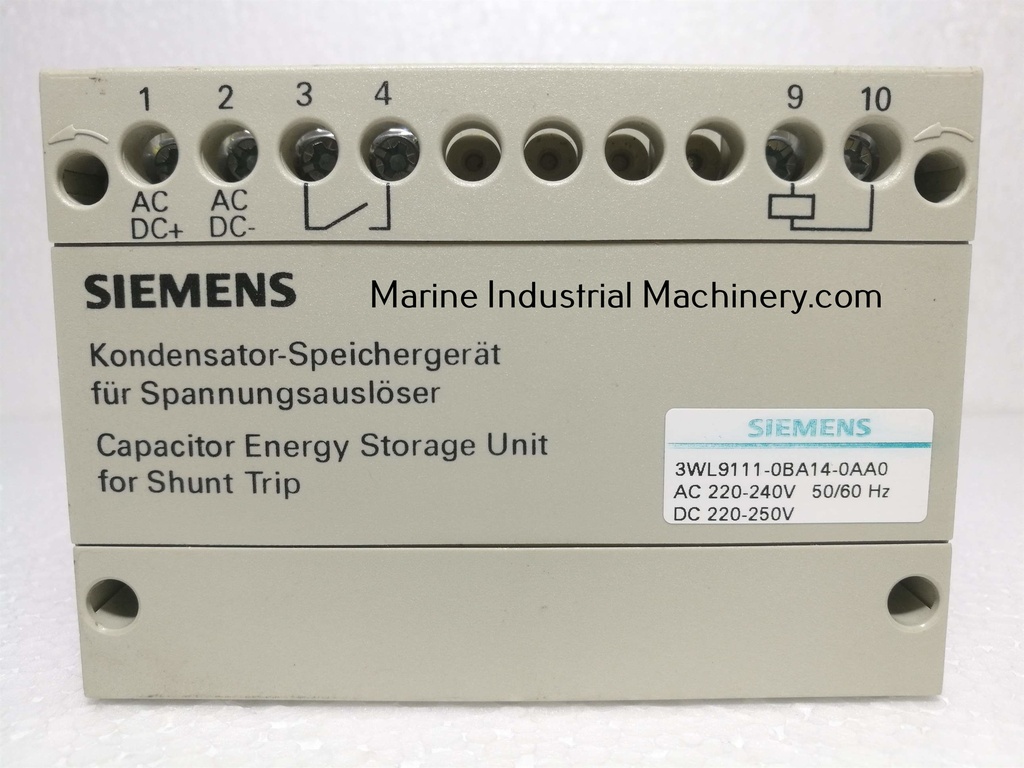 1 2 3 4 9 10
AC AC
DC+ DC-
SIEMENS
Marine Industrial Machinery.com
Kondensator-Speichergerät
für Spannungsauslöser
Capacitor Energy Storage Unit
for Shunt Trip
SIEMENS
3WL9111-0BA14-0AA0
AC 220-240V 50/60 Hz
DC 220-250V